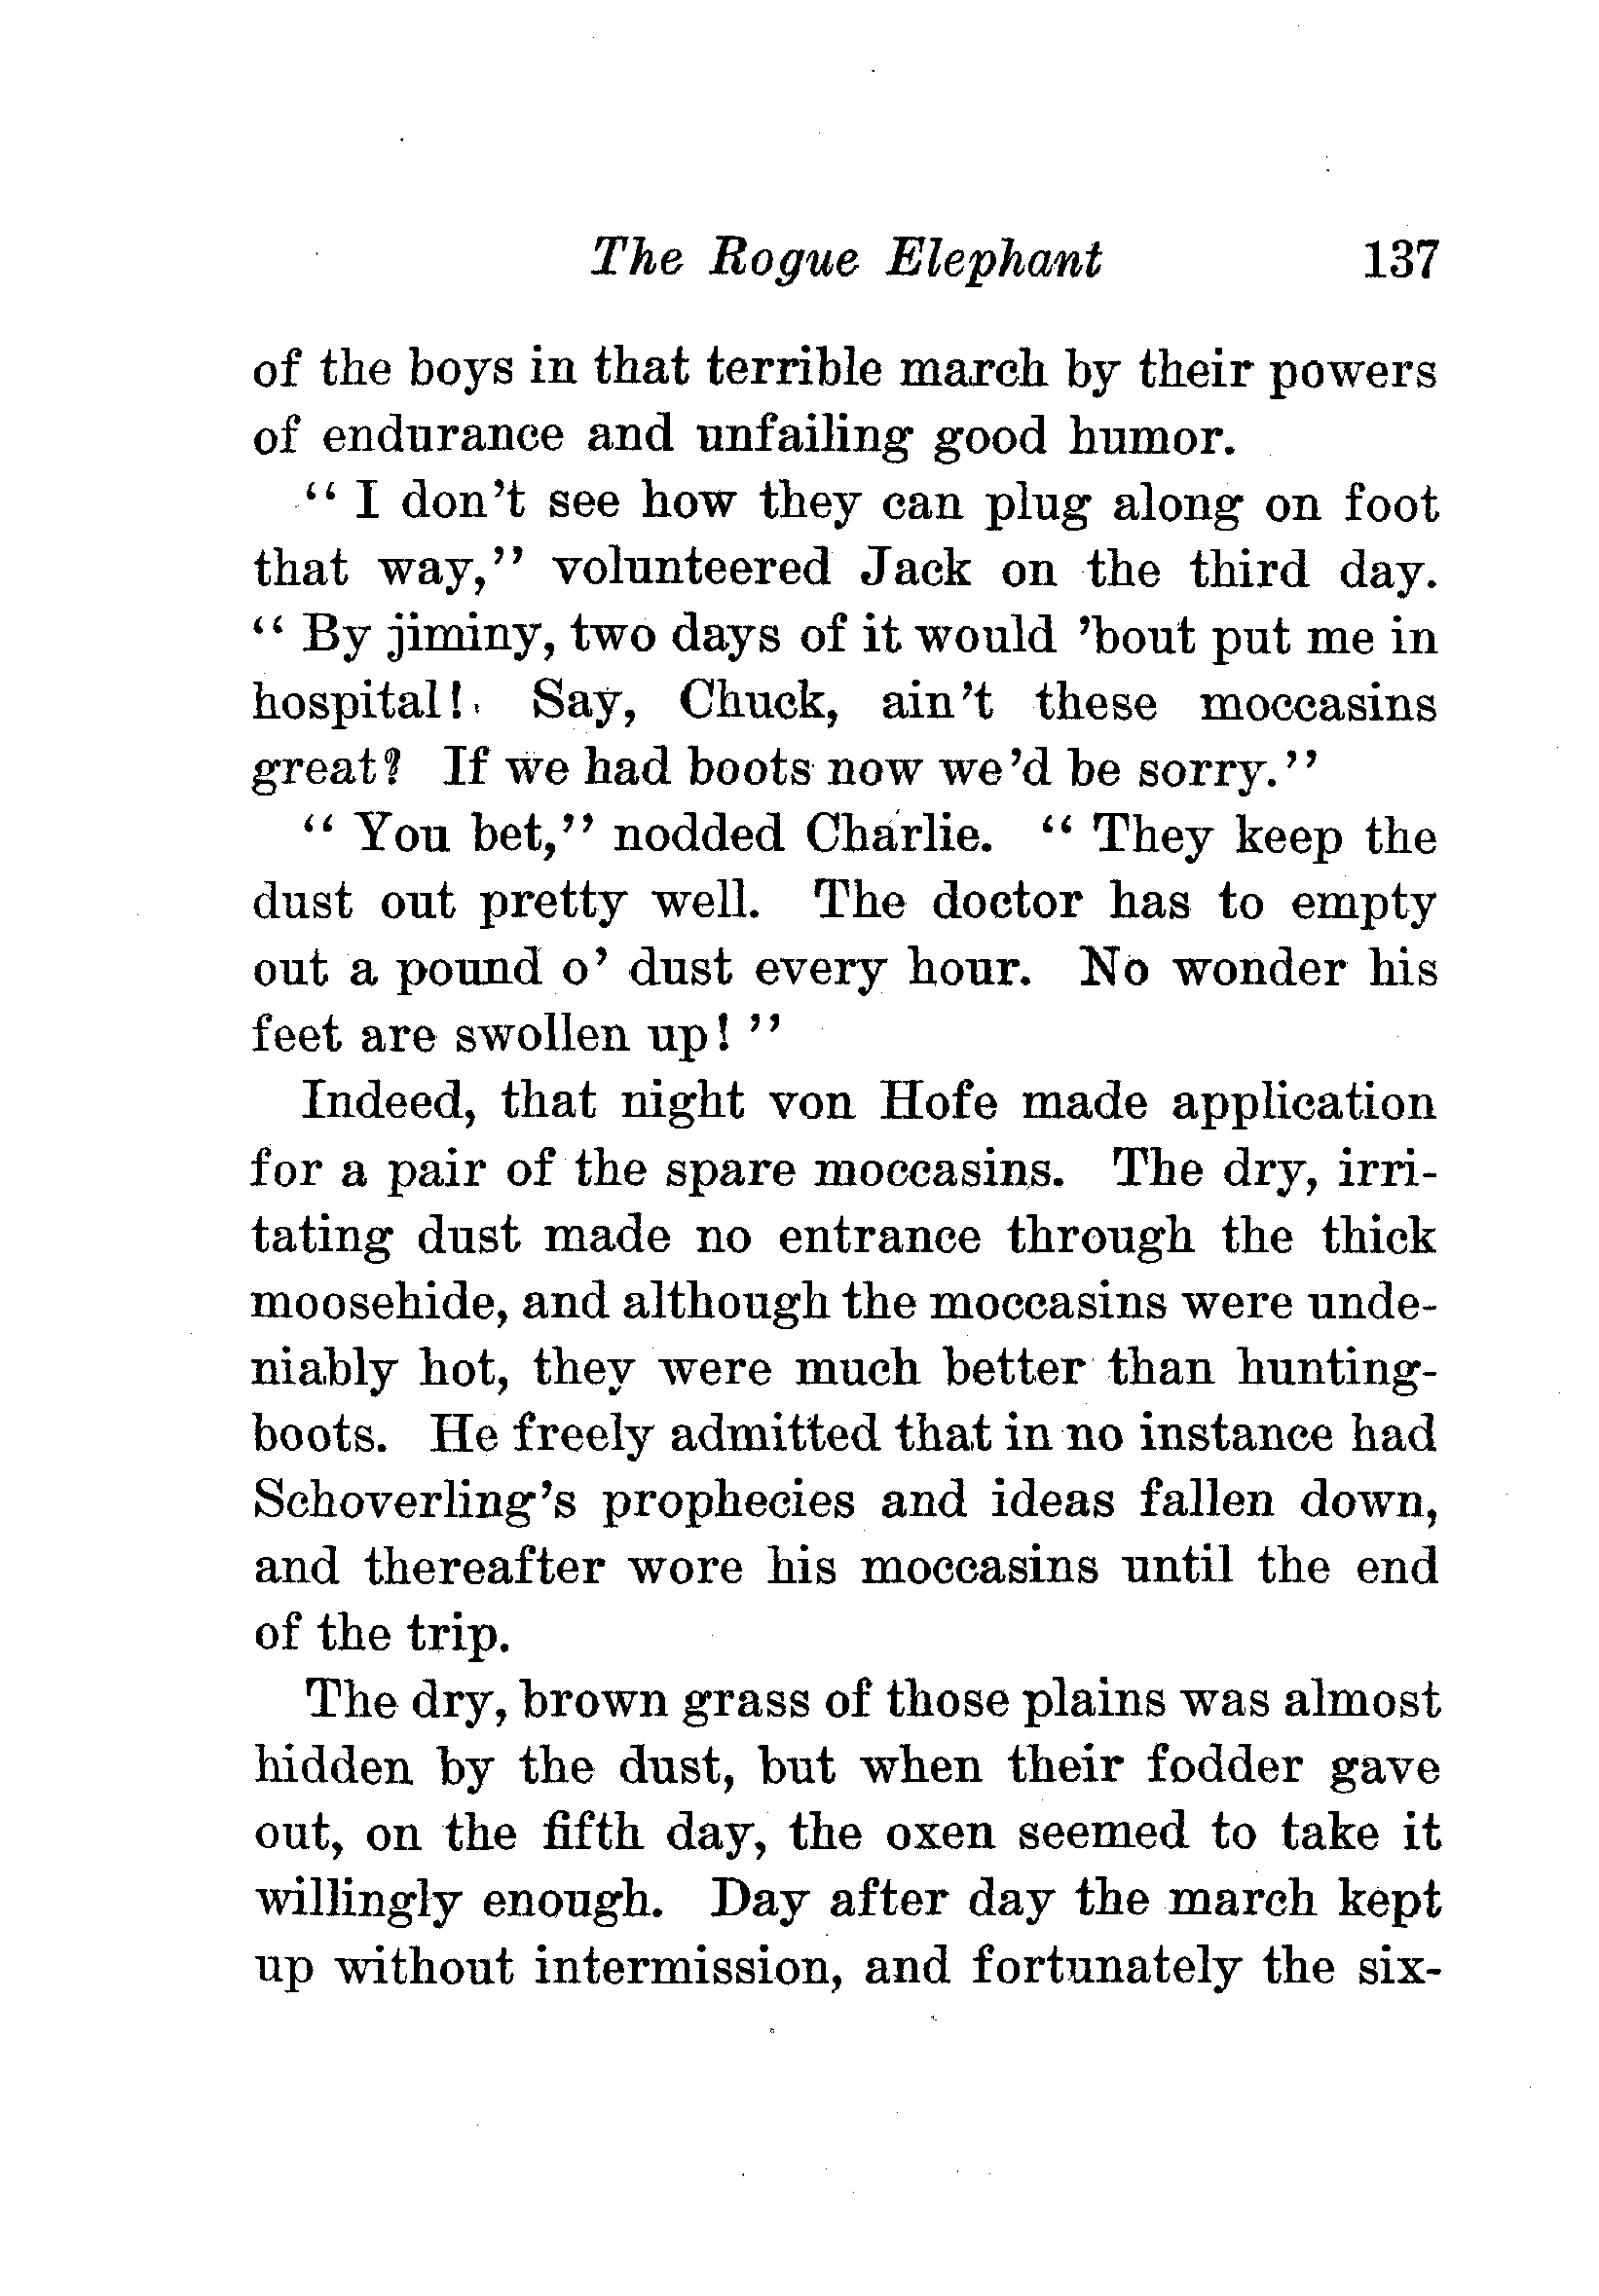 The Rogue Elephant 137
of the boys in that terrible march by their powers
of endurance and unfailing good humor.
“ I don’t see how they can plug along on foot
that way,” volunteered Jack on the third day.
“ By jiminy, two days of it would ’bout put me in
hospital! Say, Chuck, ain’t these moccasins
great? If we had boots now we’d be sorry.”
“ You bet,” nodded Charlie. “ They keep the
dust out pretty well. The doctor has to empty
out a pound o’ dust every hour. No wonder his
feet are swollen up! ”
Indeed, that night von Hofe made application
for a pair of the spare moccasins. The dry, irri-
tating dust made no entrance through the thick
moosehide, and although the moccasins were unde-
niably hot, they were much better than hunting-
boots. He freely admitted that in no instance had
Schoverling’s prophecies and ideas fallen down,
and thereafter wore his moccasins until the end
of the trip.
The dry, brown grass of those plains was almost
hidden by the dust, but when their fodder gave
out, on the fifth day, the oxen seemed to take it
willingly enough. Day after day the march kept
up without intermission, and fortunately the six-